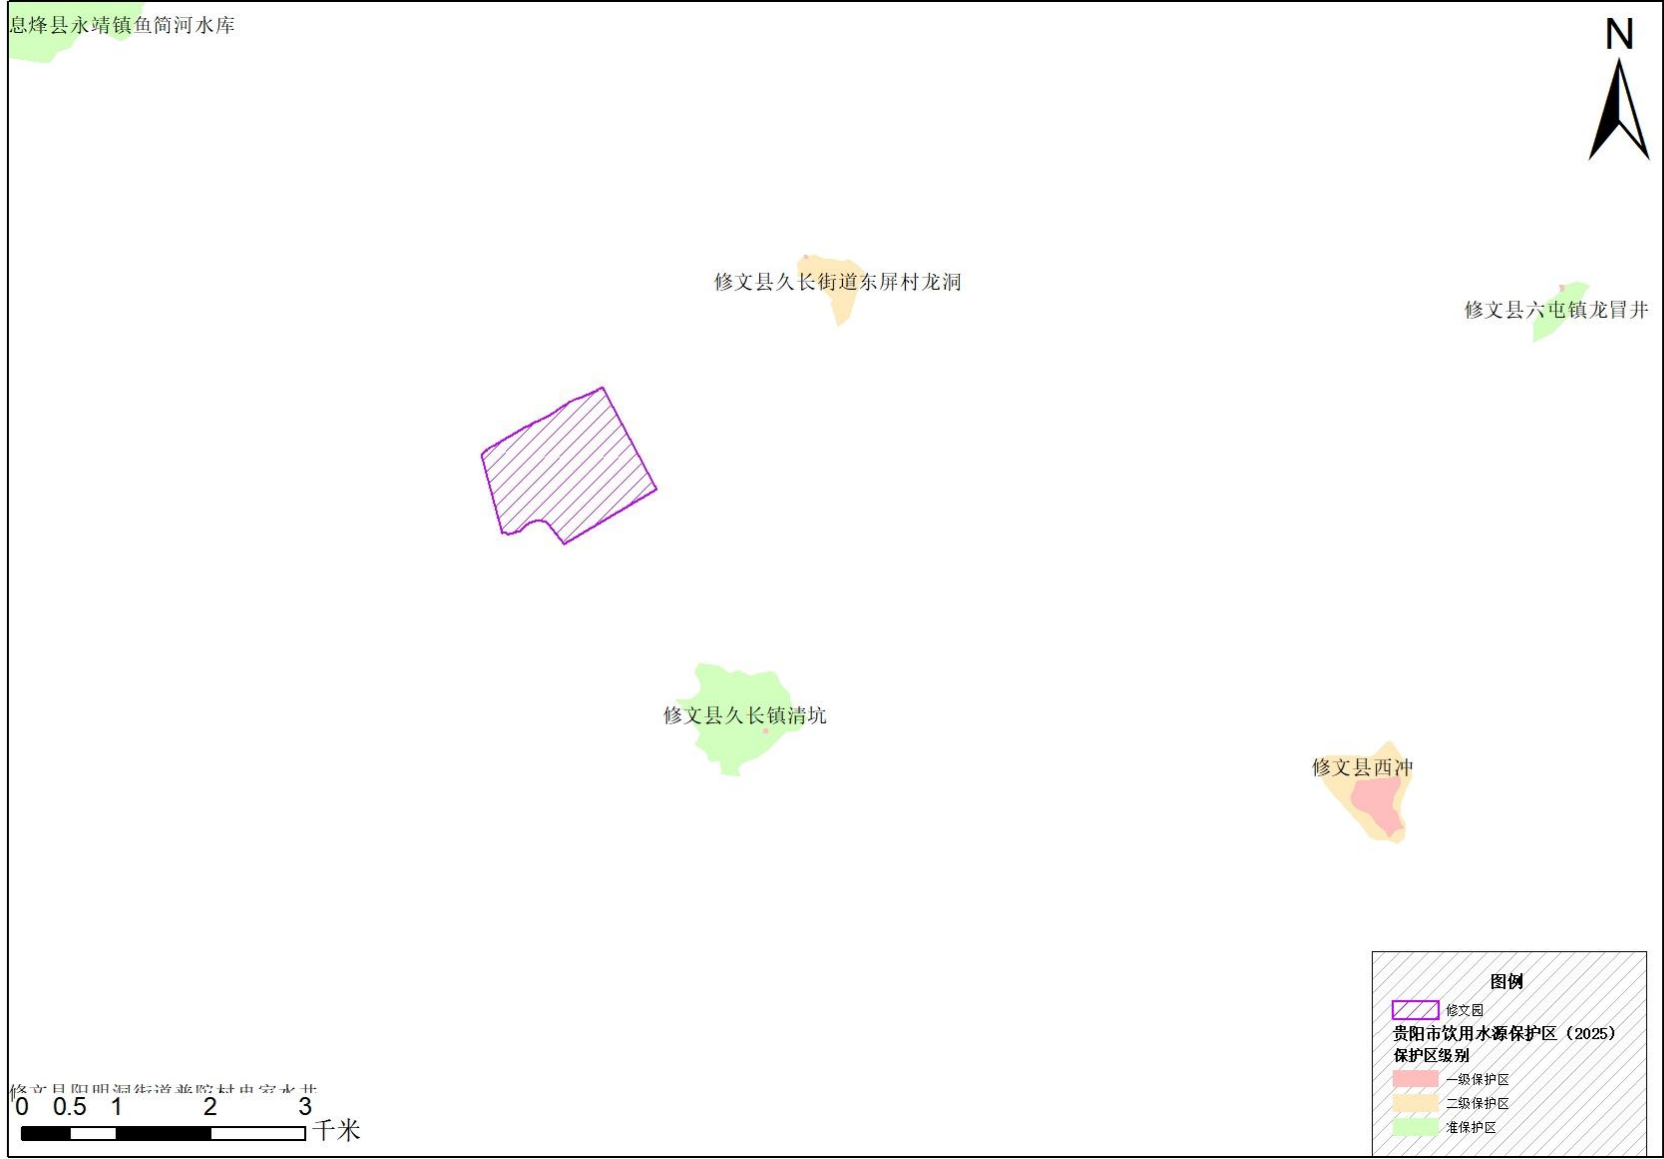 息烽县永靖镇鱼简河水库
N
修文县久长街道东屏村龙洞
修文县六屯镇龙冒井
修文县久长镇清坑
修文县西冲
图例
修文园
贵阳市饮用水源保护区（2025）
保护区级别
一级保护区
二级保护区
准保护区
0 0.5 1 2 3
千米